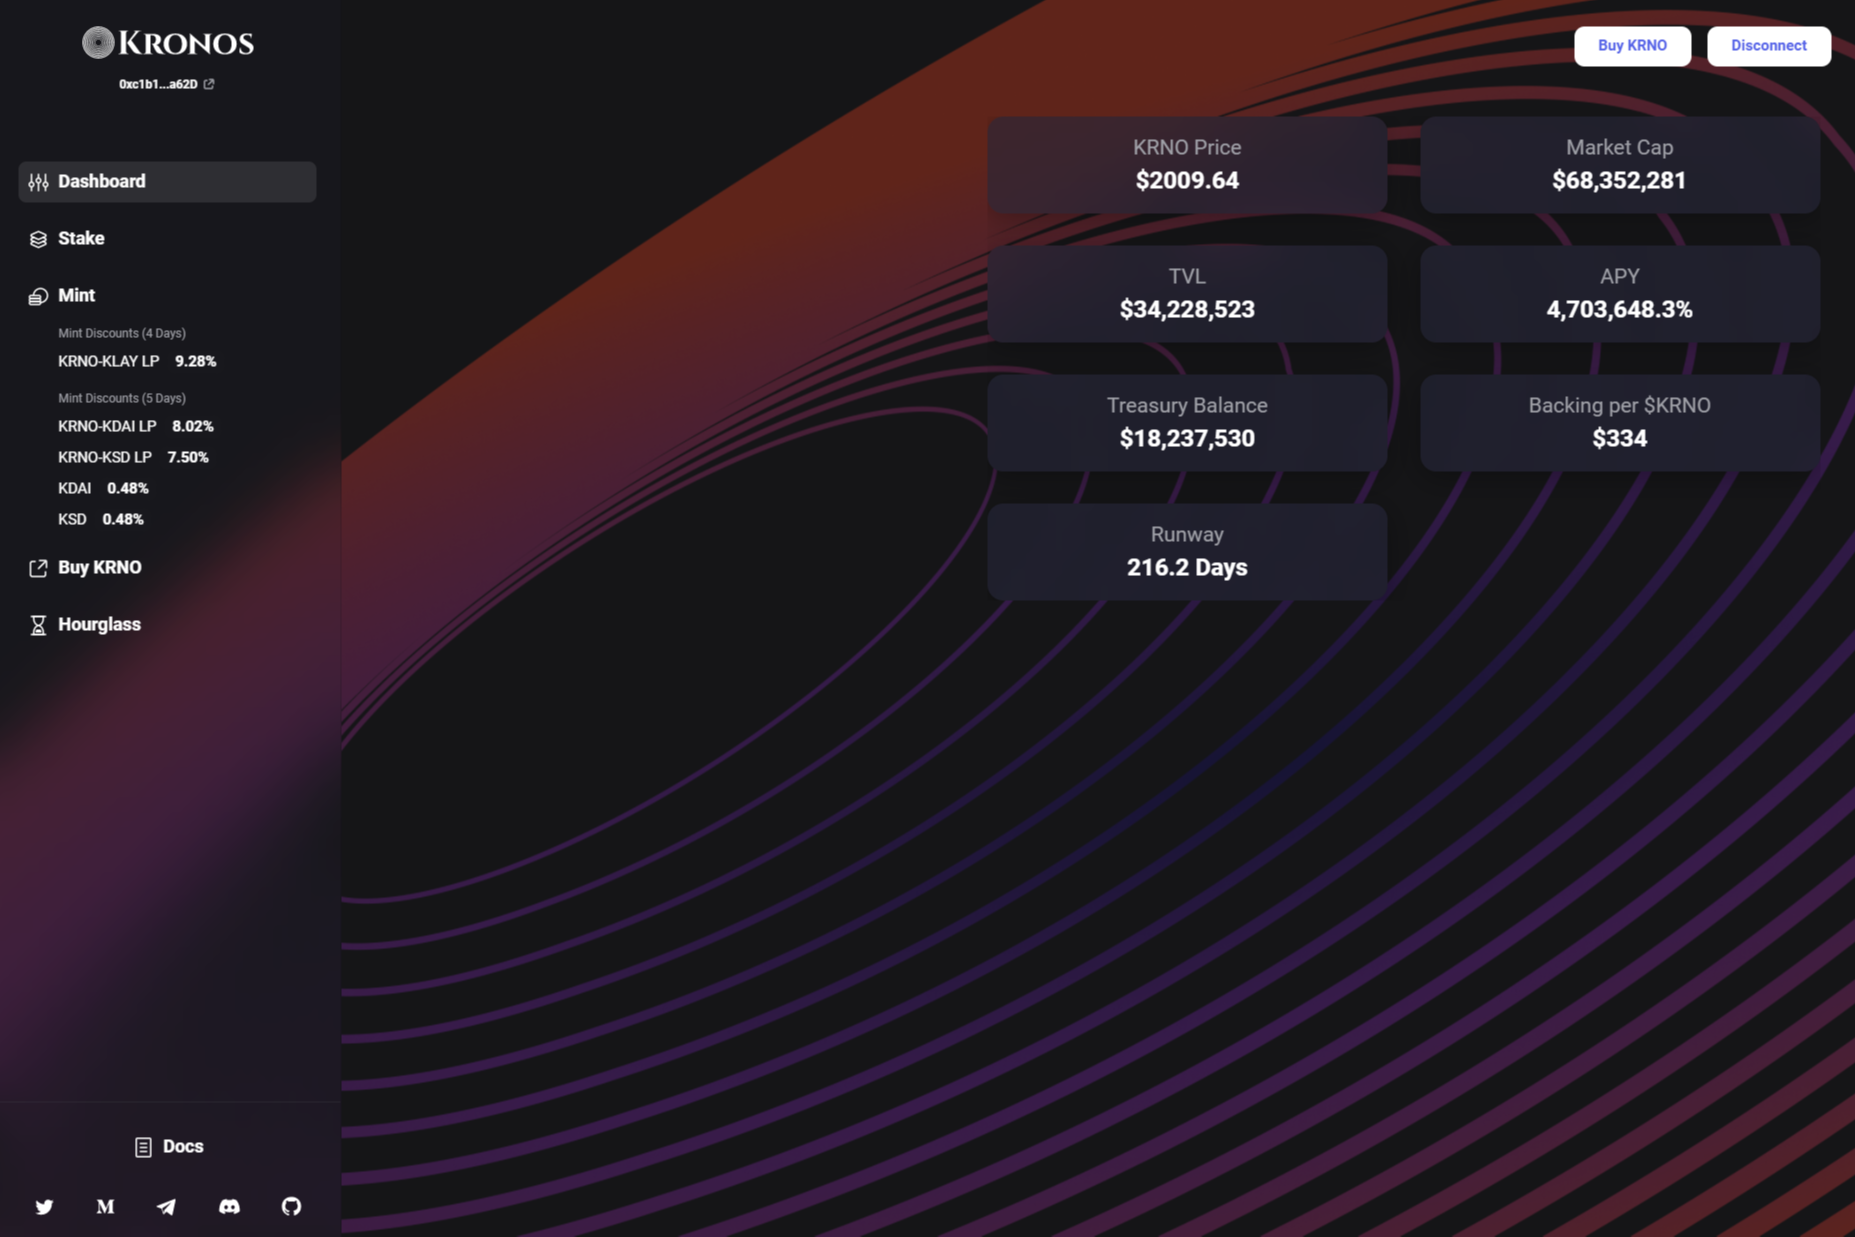 KRONOS
0xc1b1...a62D
Dashboard
Stake
Mint
Mint Discounts (4 Days)
KRNO-KLAY LP 9.28%
Mint Discounts (5 Days)
KRNO-KDAI LP 8.02%
KRNO-KSD LP 7.50%
KDAI 0.48%
KSD 0.48%
Buy KRNO
Hourglass
Docs
Buy KRNO Disconnect
KRNO Price
$2009.64
Market Cap
$68,352,281
TVL
$34,228,523
APY
4,703,648.3%
Treasury Balance
$18,237,530
Backing per $KRNO
$334
Runway
216.2 Days